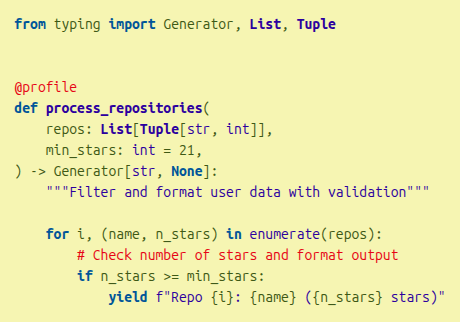 from typing import Generator, List, Tuple


@profile
def process_repositories(
    repos: List[Tuple[str, int]],
    min_stars: int = 21,
) -> Generator[str, None]:
    """Filter and format user data with validation"""

    for i, (name, n_stars) in enumerate(repos):
        # Check number of stars and format output
        if n_stars >= min_stars:
            yield f"Repo {i}: {name} ({n_stars} stars)"